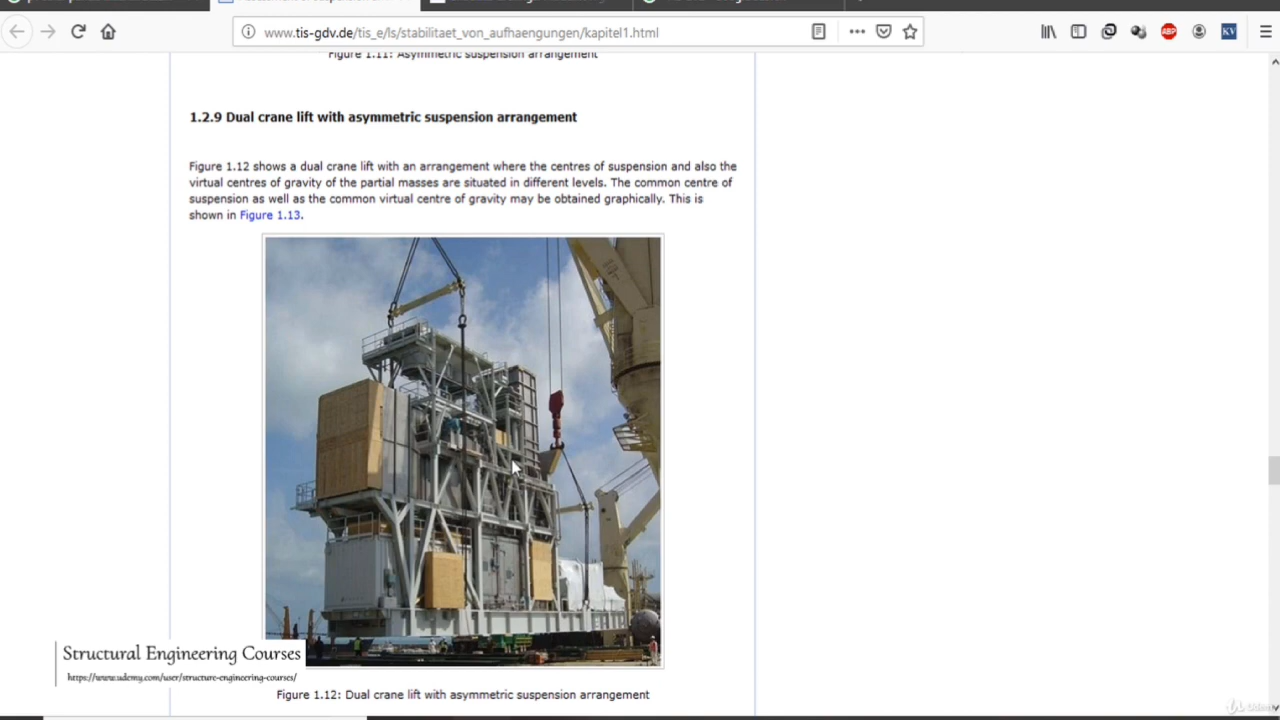 www.tis-gdv.de/tis_e/ls/stabilitaet_von_aufhaengungen/kapitel1.html
ABP
KV
Figure 1.11: Asymmetric suspension arrangement
1.2.9 Dual crane lift with asymmetric suspension arrangement
Figure 1.12 shows a dual crane lift with an arrangement where the centres of suspension and also the
virtual centres of gravity of the partial masses are situated in different levels. The common centre of
suspension as well as the common virtual centre of gravity may be obtained graphically. This is
shown in Figure 1.13.
Structural Engineering Courses
https://www.udemy.com/user/structure-engineering-courses/
Figure 1.12: Dual crane lift with asymmetric suspension arrangement
Udemy